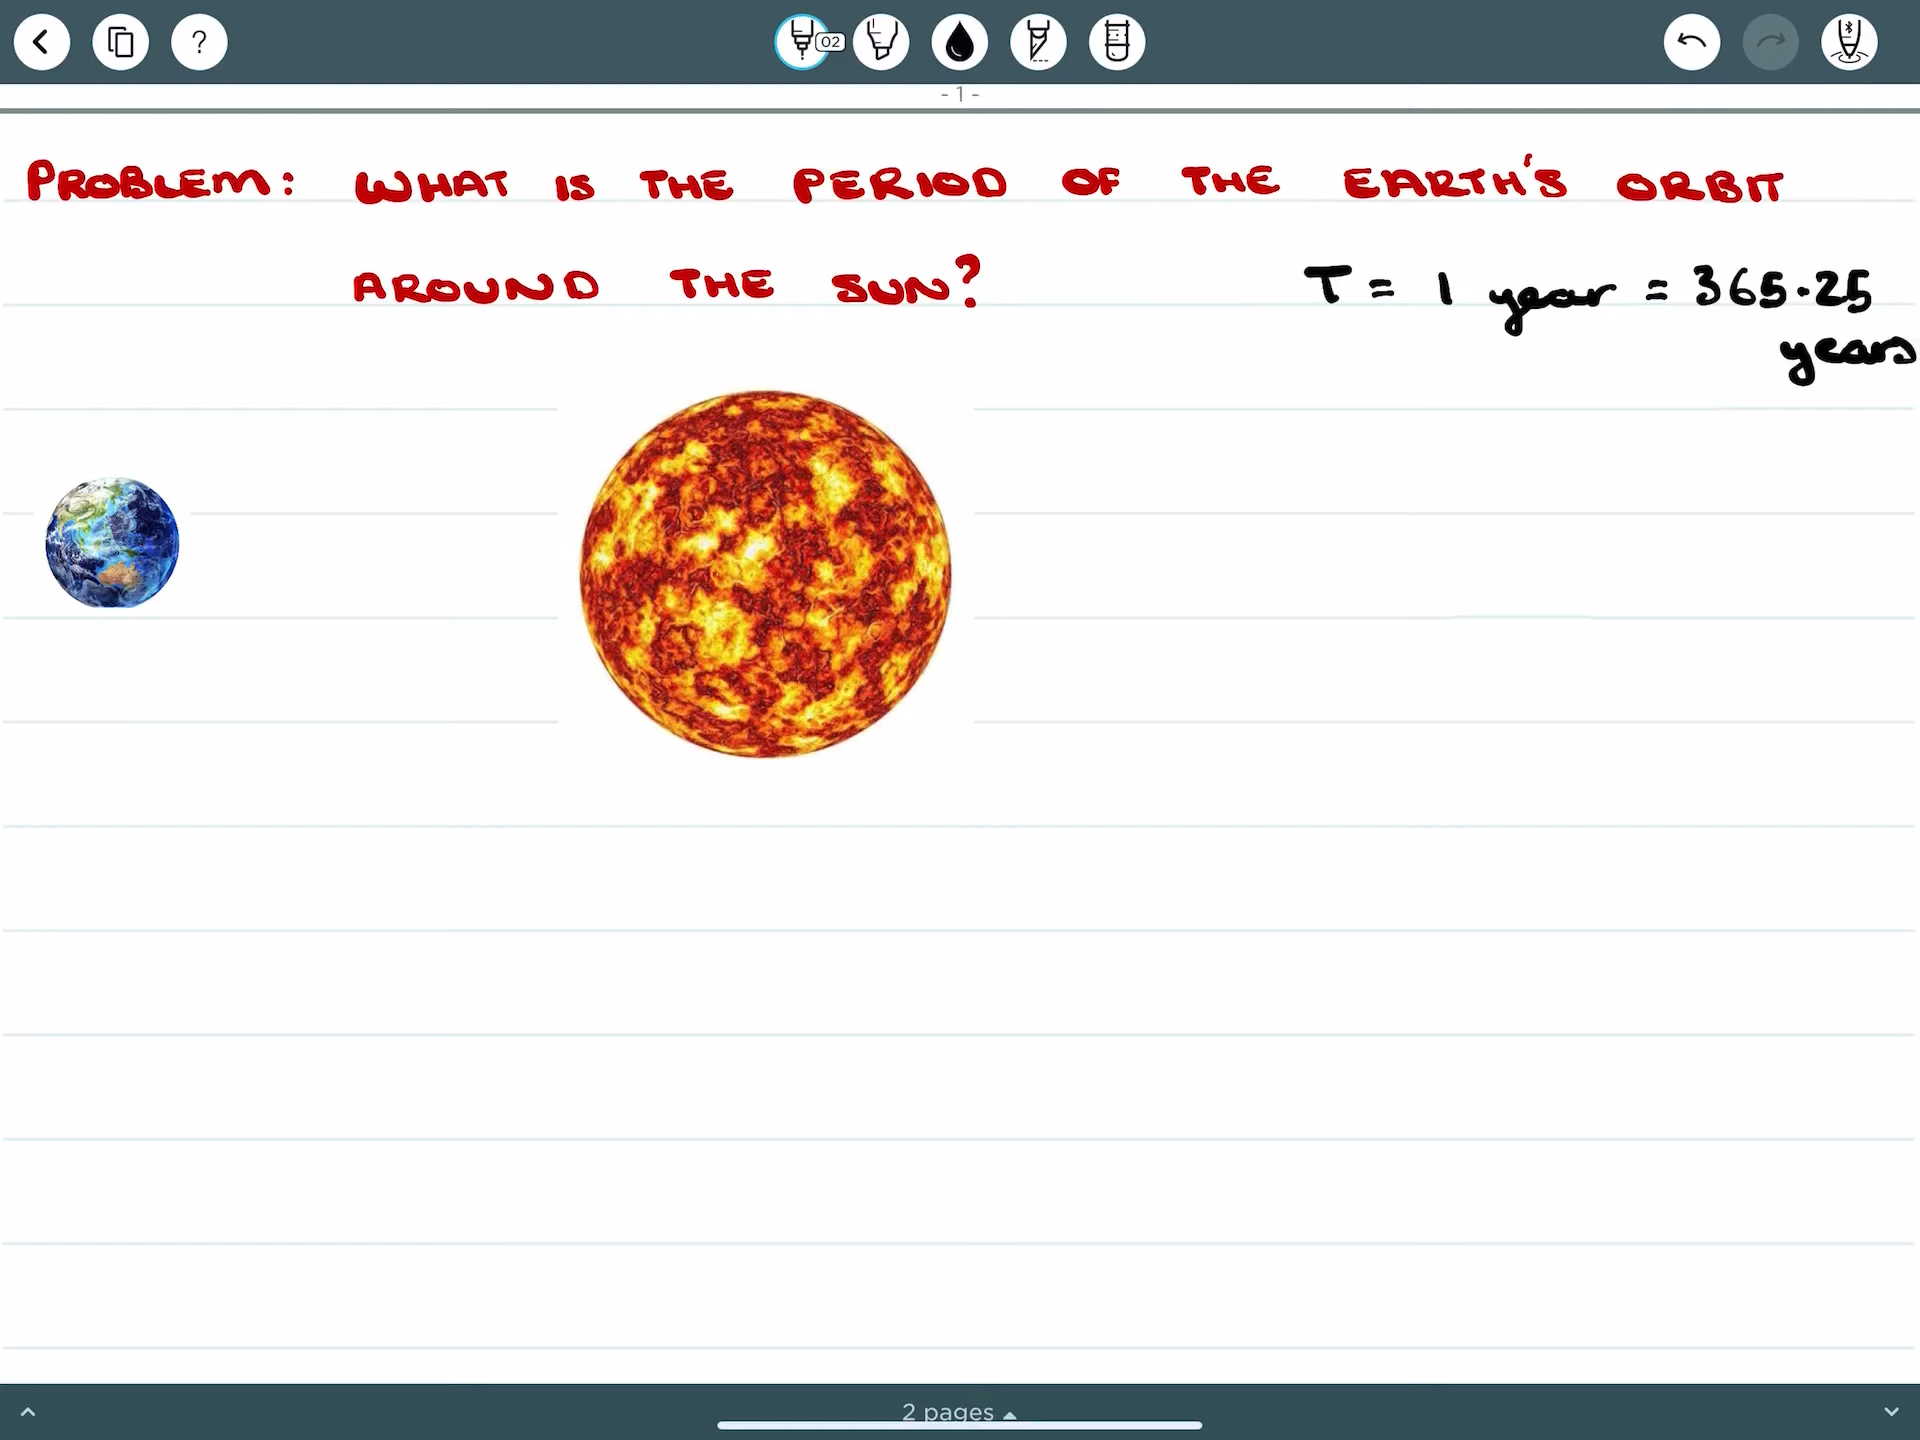 ?
02
- 1 -
PROBLEM: WHAT IS THE PERIOD OF THE EARTH'S ORBIT
AROUND THE SUN?
T = 1 year = 365.25
years
2 pages